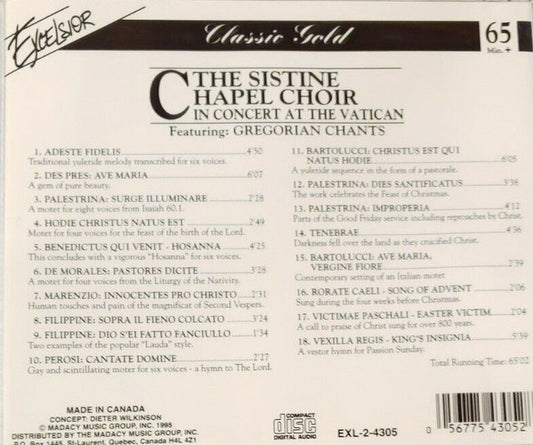 EXCELSIOR
Classic Gold
65
Min. +
THE SISTINE
CHAPEL CHOIR
IN CONCERT AT THE VATICAN
Featuring: GREGORIAN CHANTS
1. ADESTE FIDELIS 4'50
Traditional yuletide melody transcribed for six voices.
2. DES PRES: AVE MARIA 6'07
A gem of pure beauty.
3. PALESTRINA: SURGE ILLUMINARE 2'28
A motet for eight voices from Isaiah 60.1.
4. HODIE CHRISTUS NATUS EST 2'49
Motet for four voices for the feast of the birth of the Lord.
5. BENEDICTUS QUI VENIT - HOSANNA 4'25
This concludes with a vigorous "Hosanna" for six voices.
6. DE MORALES: PASTORES DICITE 3'28
A motet for four voices from the Liturgy of the Nativity.
7. MARENZIO: INNOCENTES PRO CHRISTO 2'31
Human touches and pain of the magnificat of Second Vespers.
8. FILIPPINE: SOPRA IL FIENO COLCATO 3'24
9. FILIPPINE: DIO S'EI FATTO FANCIULLO 1'34
Two examples of the popular "Lauda" style.
10. PEROSI: CANTATE DOMINE 2'27
Gay and scintillating motet for six voices - a hymn to The Lord.
11. BARTOLUCCI: CHRISTUS EST QUI
NATUS HODIE 6'05
A yuletide sequence in the form of a pastorale.
12. PALESTRINA: DIES SANTIFICATUS 3'38
The work celebrates the Feast of Christmas.
13. PALESTRINA: IMPROPERIA 4'12
Parts of the Good Friday service including reproaches by Christ.
14. TENEBRAE 4'36
Darkness fell over the land as they crucified Christ.
15. BARTOLUCCI: AVE MARIA,
VERGINE FIORE 2'39
Contemporary setting of an Italian motet
16. RORATE CAELI - SONG OF ADVENT 2'06
Sung during the four weeks before Christmas.
17. VICTIMAE PASCHALI - EASTER VICTIM 2'04
A call to praise of Christ sung for over 800 years.
18. VEXILLA REGIS - KING'S INSIGNIA 5'39
A vestor hymn for Passion Sunday.
Total Running Time: 65'02
MADE IN CANADA
CONCEPT: DIETER WILKINSON
© MADACY MUSIC GROUP, INC. 1995
DISTRIBUTED BY THE MADACY MUSIC GROUP, INC.
P.O. Box 1445, St-Laurent, Quebec, Canada H4L 4Z1
COMPACT
disc
DIGITAL AUDIO
EXL-2-4305
0 56775 43052